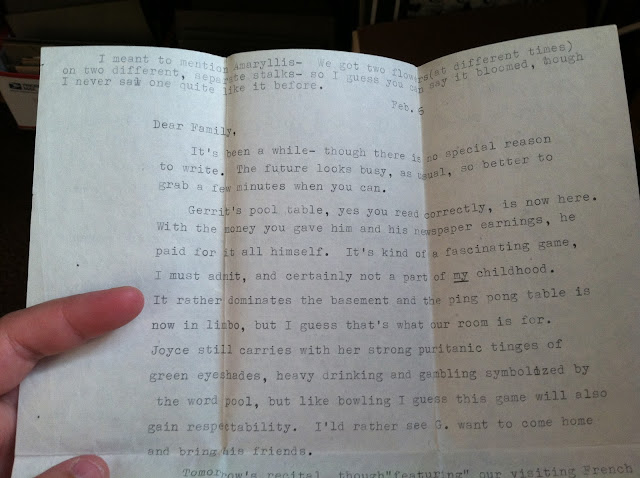 I meant to mention Amaryllis- We got two flowers(at different times)
on two different, separate stalks- so I guess you can say it bloomed, though
I never saw one quite like it before.
Feb. 6
Dear Family,
It's been a while- though there is no special reason
to write. The future looks busy, as usual, so better to
grab a few minutes when you can.
Gerrit's pool table, yes you read correctly, is now here.
With the money you gave him and his newspaper earnings, he
paid for it all himself. It's kind of a fascinating game,
I must admit, and certainly not a part of my childhood.
It rather dominates the basement and the ping pong table is
now in limbo, but I guess that's what our room is for.
Joyce still carries with her strong puritanic tinges of
green eyeshades, heavy drinking and gambling symbolized by
the word pool, but like bowling I guess this game will also
gain respectability. I'd rather see G. want to come home
and bring his friends.
Tomorrow's recital, though"featuring" our visiting French